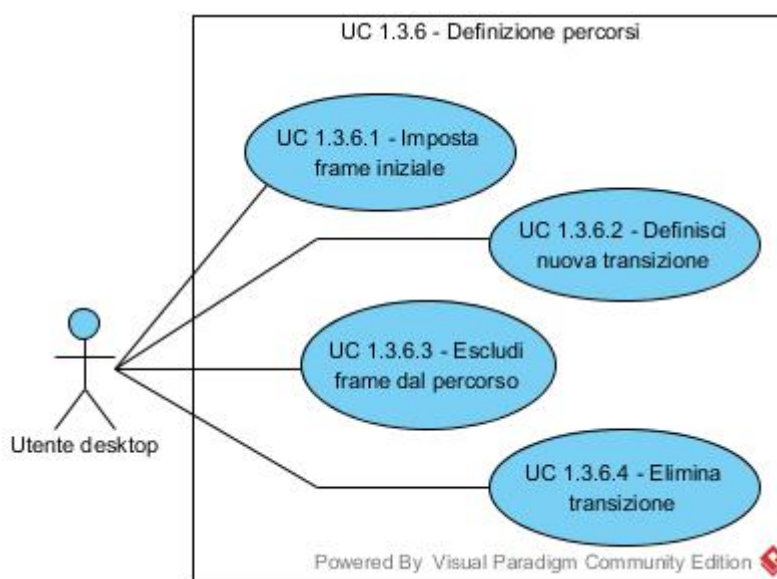 UC 1.3.6 - Definizione percorsi
UC 1.3.6.1 - Imposta
frame iniziale
UC 1.3.6.2 - Definisci
nuova transizione
UC 1.3.6.3 - Escludi
frame dal percorso
Utente desktop
UC 1.3.6.4 - Elimina
transizione
Powered By Visual Paradigm Community Edition